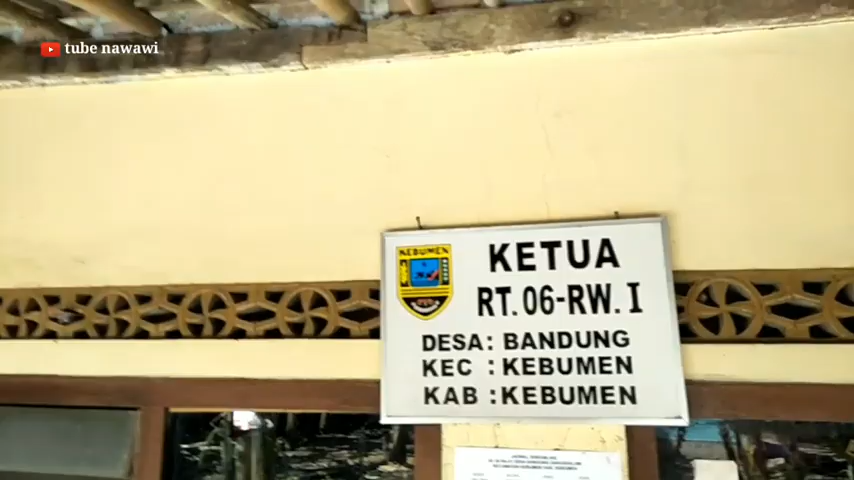 tube nawawi
KEBUMEN
KETUA
RT.06-RW.I
DESA : BANDUNG
KEC : KEBUMEN
KAB : KEBUMEN